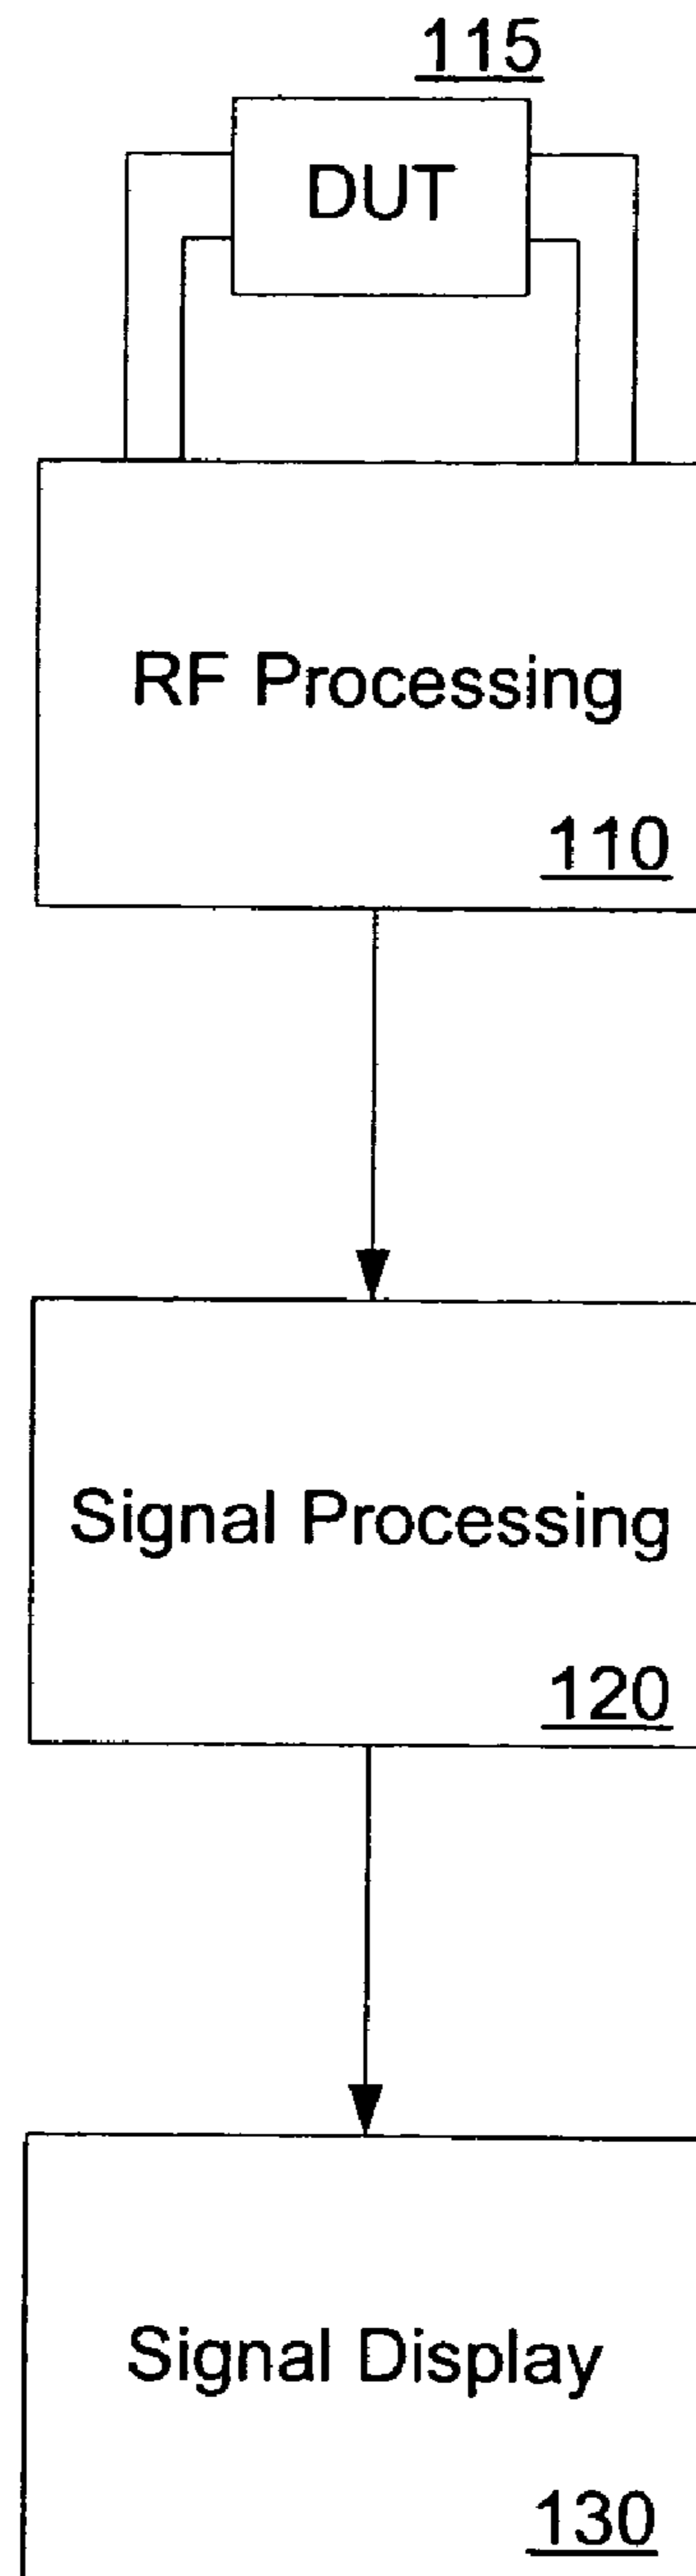 115
DUT
RF Processing
110
Signal Processing
120
Signal Display
130